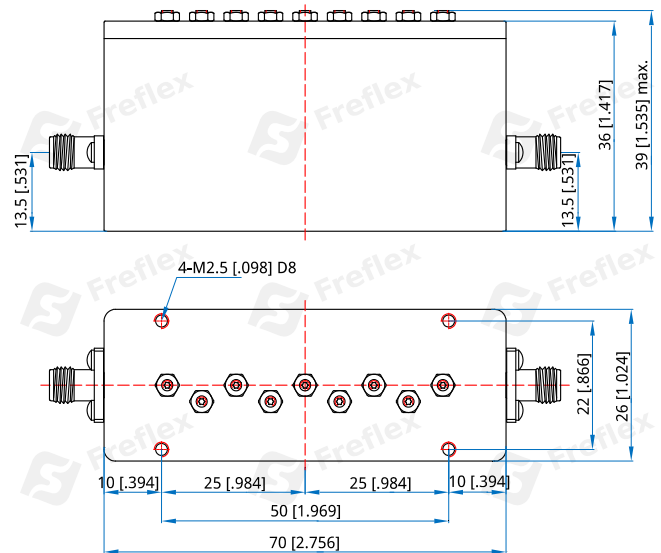 36 [1.417]
39 [1.535] max.
13.5 [.531]
13.5 [.531]
Freflex
Freflex
Freflex
4-M2.5 [.098] D8
Freflex
Freflex
Freflex
22 [.866]
26 [1.024]
Freflex
Freflex
Freflex
10 [.394]
25 [.984]
25 [.984]
10 [.394]
50 [1.969]
70 [2.756]